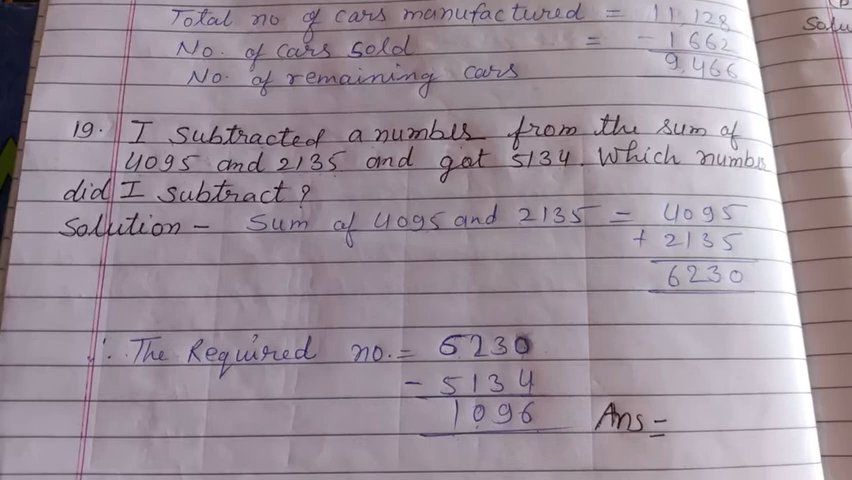 Total no of cars manufactured = 11,128
No. of cars sold = - 1 662
No. of remaining cars 9,466
Solu
19. I subtracted a number from the sum of
4095 and 2135 and got 5134. Which number
did I subtract?
Solution - Sum of 4095 and 2135 = 4095
+ 2135
6230
∴ The Required no. = 6230
- 5134
1096 Ans =